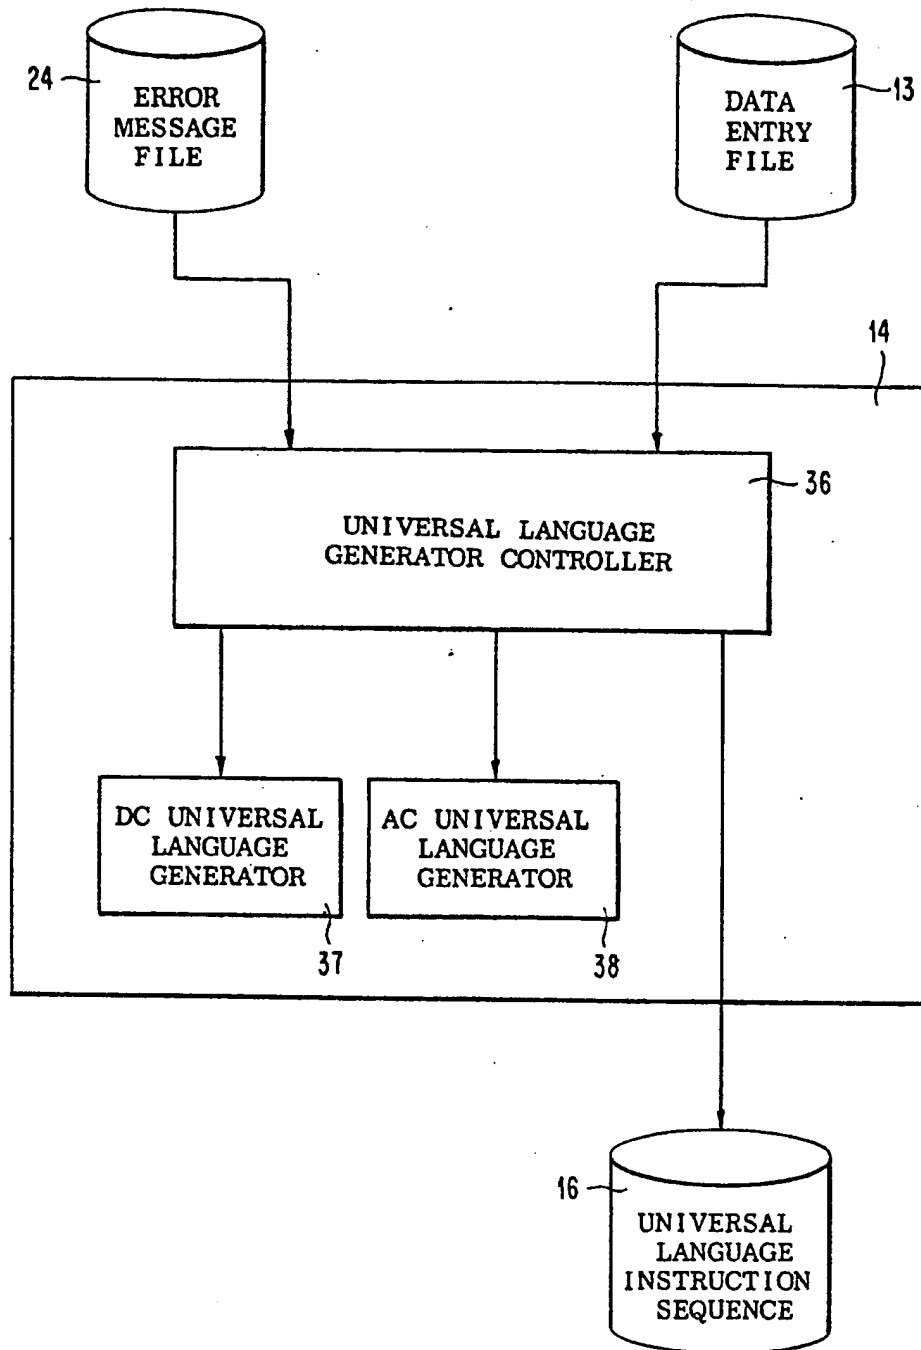 24
ERROR
MESSAGE
FILE
DATA
ENTRY
FILE
13
14
36
UNIVERSAL LANGUAGE
GENERATOR CONTROLLER
DC UNIVERSAL
LANGUAGE
GENERATOR
37
AC UNIVERSAL
LANGUAGE
GENERATOR
38
16
UNIVERSAL
LANGUAGE
INSTRUCTION
SEQUENCE